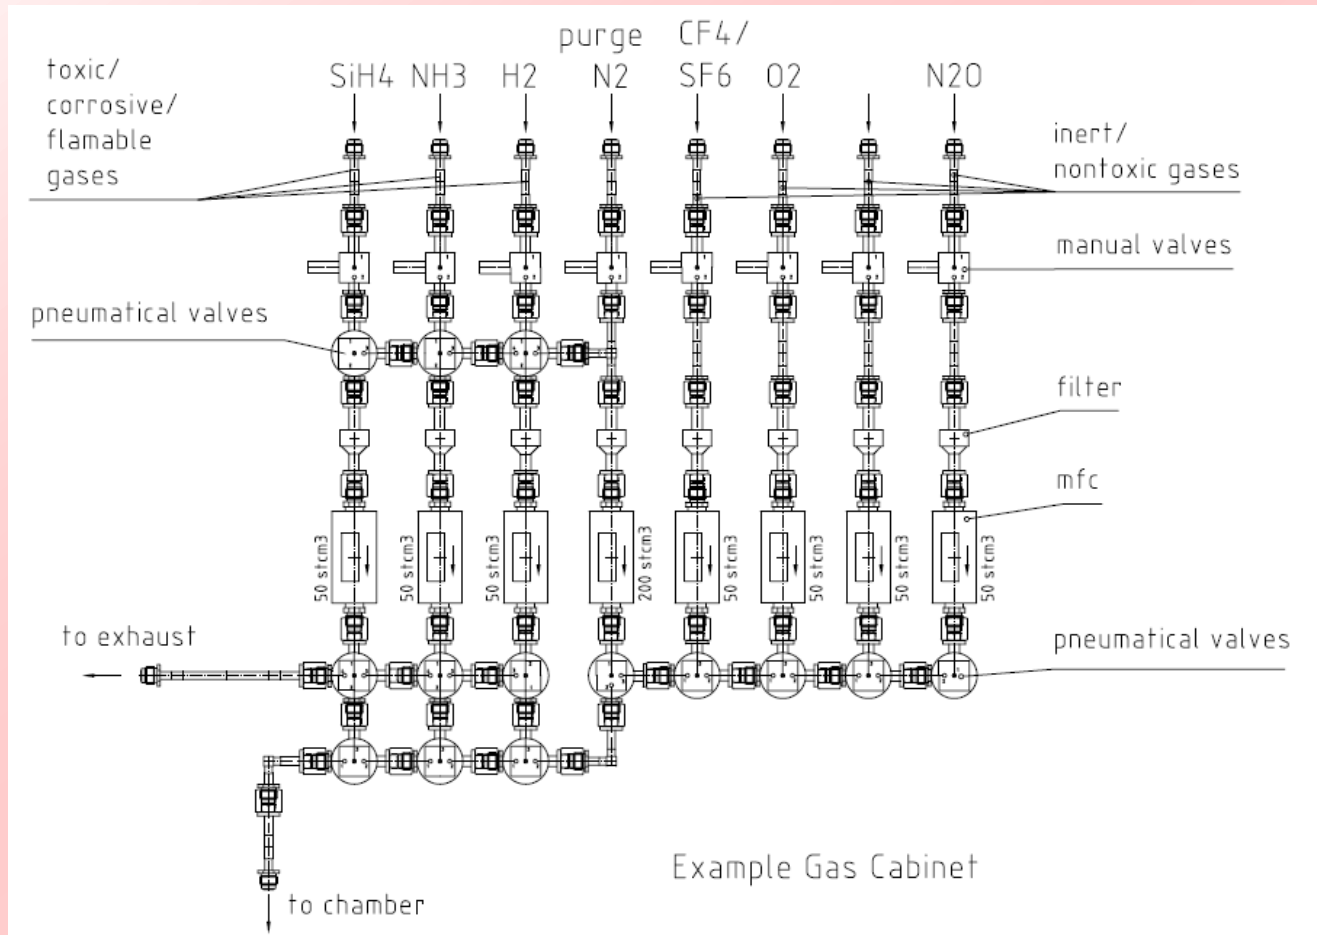 purge CF4/
toxic/
corrosive/
flamable
gases
SiH4 NH3 H2 N2 SF6 O2 N2O
inert/
nontoxic gases
manual valves
pneumatical valves
filter
mfc
50 stcm3
50 stcm3
50 stcm3
200 stcm3
50 stcm3
50 stcm3
50 stcm3
50 stcm3
to exhaust
pneumatical valves
Example Gas Cabinet
to chamber